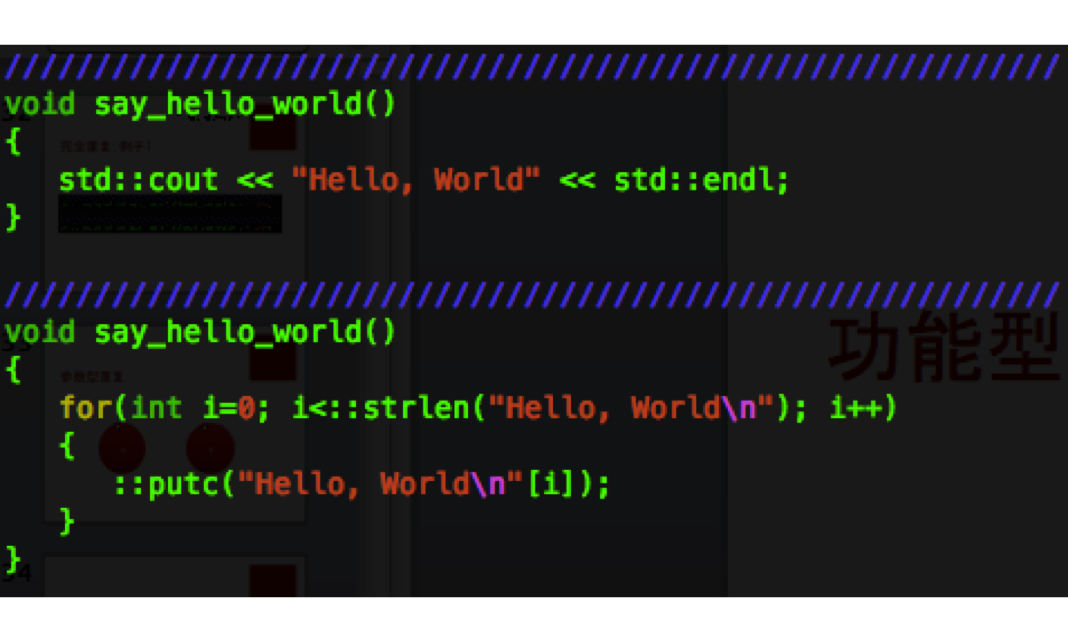 //////////////////////////////////////////////////////////
void say_hello_world()
{
   std::cout << "Hello, World" << std::endl;
}
//////////////////////////////////////////////////////////
void say_hello_world()
{
   for(int i=0; i<::strlen("Hello, World\n"); i++)
   {
      ::putc("Hello, World\n"[i]);
   }
}
功能型
34